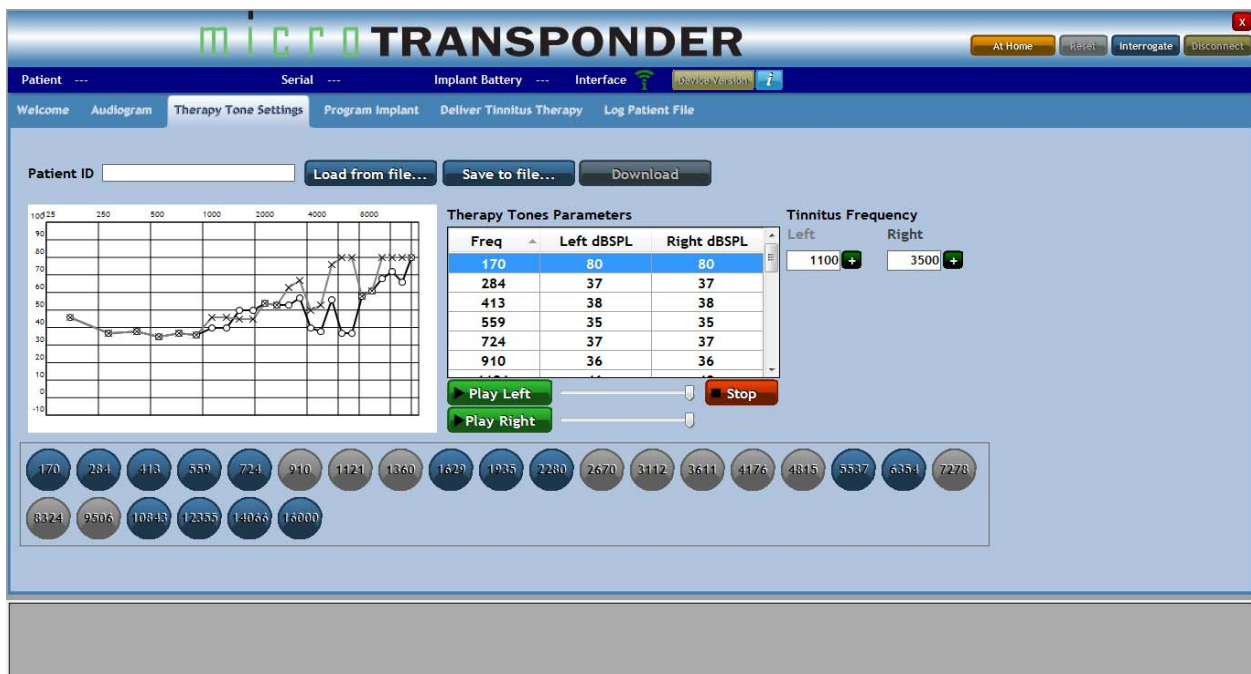 micro TRANSPONDER
X
At Home Reset Interrogate Disconnect
Patient --- Serial --- Implant Battery --- Interface Device Version i
Welcome Audiogram Therapy Tone Settings Program Implant Deliver Tinnitus Therapy Log Patient File
Patient ID Load from file... Save to file... Download
250 500 1000 2000 4000 8000
90
80
70
60
50
40
30
20
10
0
-10
Therapy Tones Parameters
Freq Left dBSPL Right dBSPL
170 80 80
284 37 37
413 38 38
559 35 35
724 37 37
910 36 36
Play Left Stop
Play Right
Tinnitus Frequency
Left Right
1100 + 3500 +
170 284 413 559 724 910 1121 1360 1629 1935 2280 2670 3112 3611 4176 4815 5537 6354 7278
8324 9506 10843 12355 14066 16000